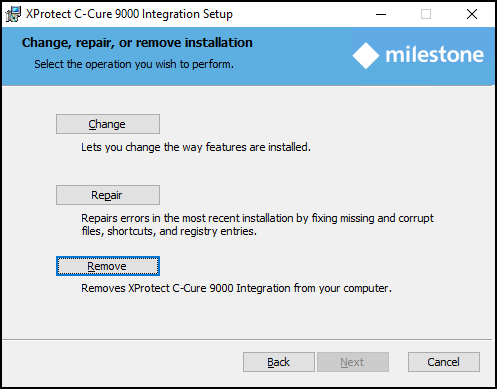 XProtect C-Cure 9000 Integration Setup
Change, repair, or remove installation
Select the operation you wish to perform.
milestone
Change
Lets you change the way features are installed.
Repair
Repairs errors in the most recent installation by fixing missing and corrupt
files, shortcuts, and registry entries.
Remove
Removes XProtect C-Cure 9000 Integration from your computer.
Back
Next
Cancel